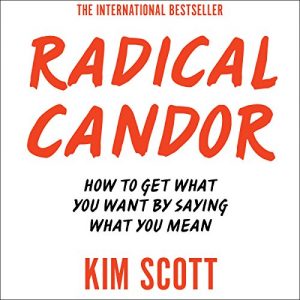 THE INTERNATIONAL BESTSELLER
RADICAL
CANDOR
HOW TO GET WHAT
YOU WANT BY SAYING
WHAT YOU MEAN
KIM SCOTT